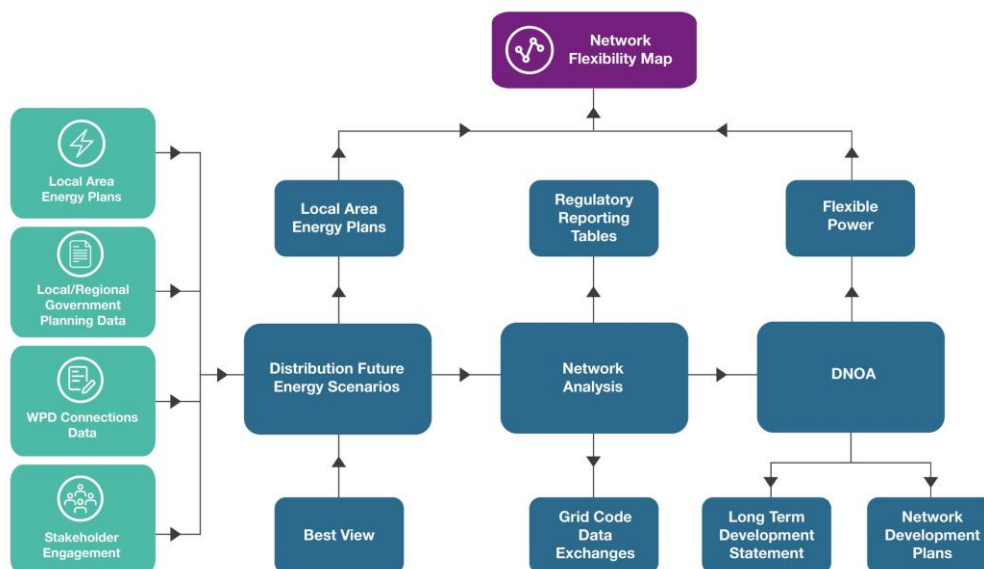 Network
Flexibility Map
Local Area
Energy Plans
Local/Regional
Government
Planning Data
WPD Connections
Data
Stakeholder
Engagement
Local Area
Energy Plans
Regulatory
Reporting
Tables
Flexible
Power
Distribution Future
Energy Scenarios
Network
Analysis
DNOA
Best View
Grid Code
Data
Exchanges
Long Term
Development
Statement
Network
Development
Plans